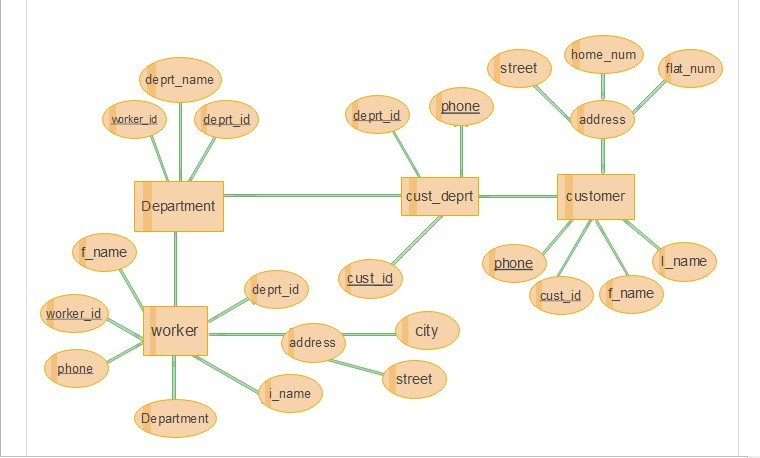 home_num
street
flat_num
deprt_name
phone
deprt_id
worker_id
deprt_id
address
Department
cust_deprt
customer
f_name
phone
l_name
cust_id
deprt_id
cust_id
f_name
worker_id
worker
address
city
phone
street
i_name
Department